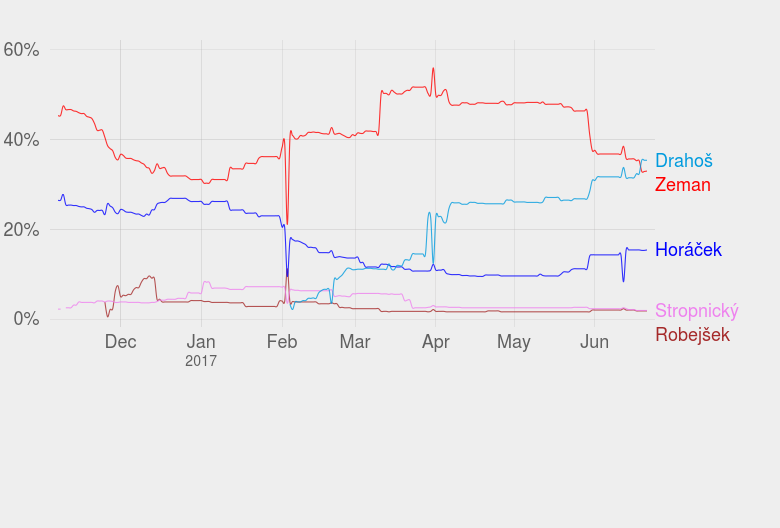 60%
40%
20%
0%
Drahoš
Zeman
Horáček
Stropnický
Robejšek
Dec Jan Feb Mar Apr May Jun
2017